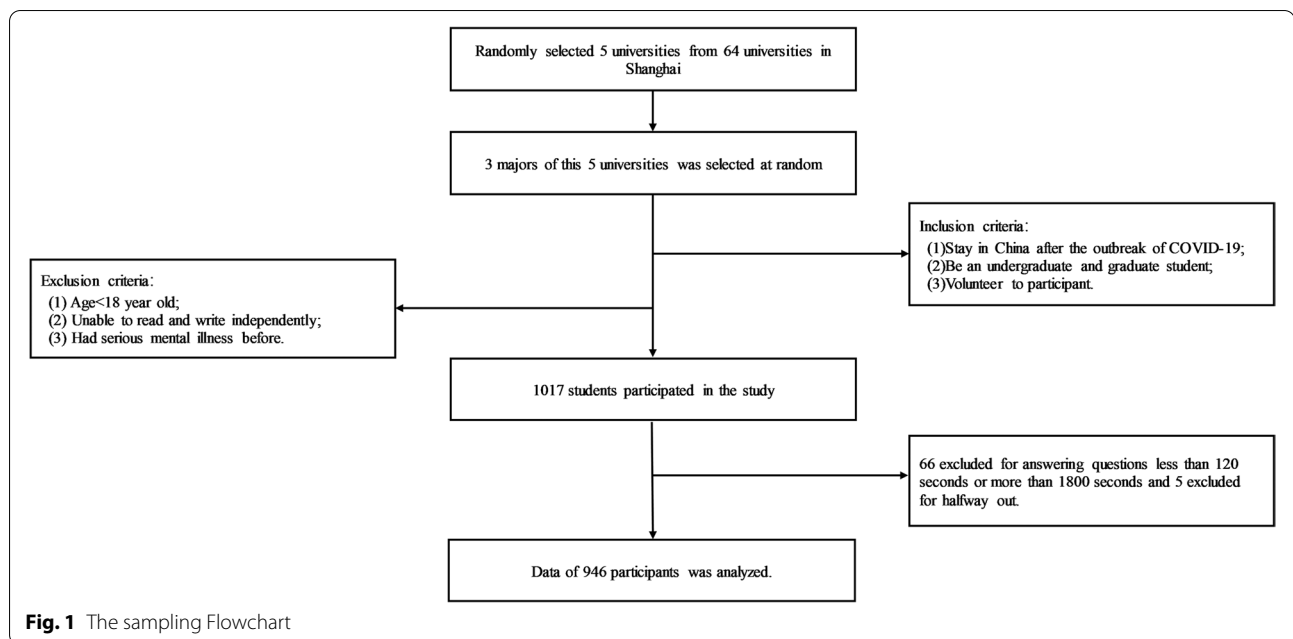 Randomly selected 5 universities from 64 universities in
Shanghai
3 majors of this 5 universities was selected at random
Inclusion criteria:
(1)Stay in China after the outbreak of COVID-19;
(2)Be an undergraduate and graduate student;
(3)Volunteer to participant.
Exclusion criteria:
(1) Age<18 year old;
(2) Unable to read and write independently;
(3) Had serious mental illness before.
1017 students participated in the study
66 excluded for answering questions less than 120
seconds or more than 1800 seconds and 5 excluded
for halfway out.
Data of 946 participants was analyzed.
Fig. 1 The sampling Flowchart